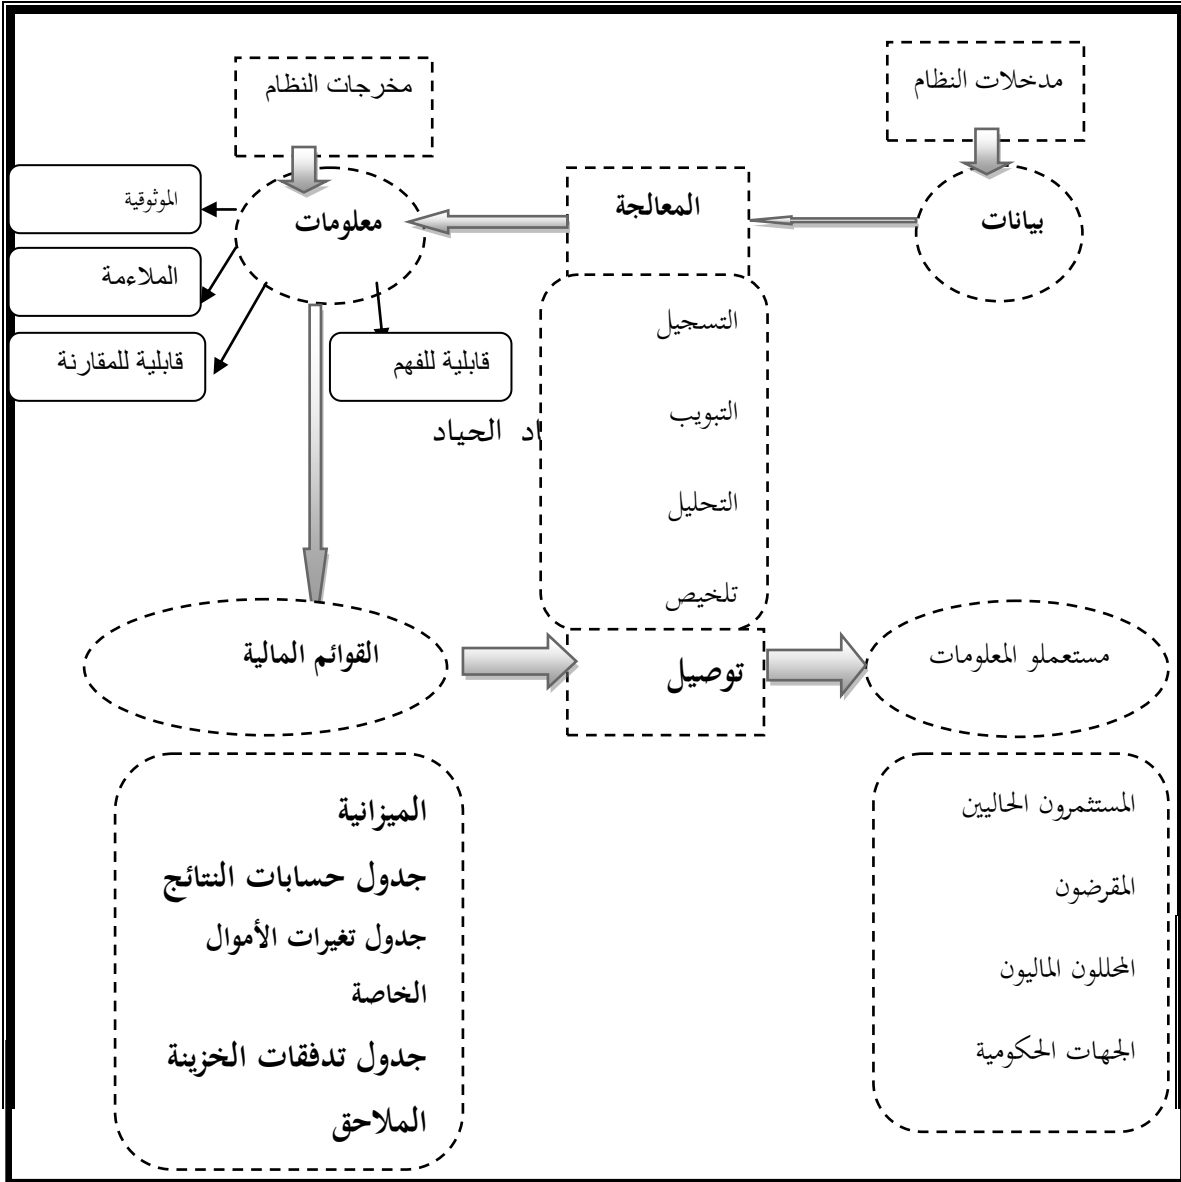 مدخلات النظام
مخرجات النظام
بيانات
المعالجة
معلومات
الموثوقية
الملاءمة
قابلية للمقارنة
قابلية للفهم
اد الحياد
التسجيل
التبويب
التحليل
تلخيص
القوائم المالية
توصيل
مستعملو المعلومات
الميزانية
جدول حسابات النتائج
جدول تغيرات الأموال
الخاصة
جدول تدفقات الخزينة
الملاحق
المستثمرون الحاليين
المقرضون
المحللون الماليون
الجهات الحكومية